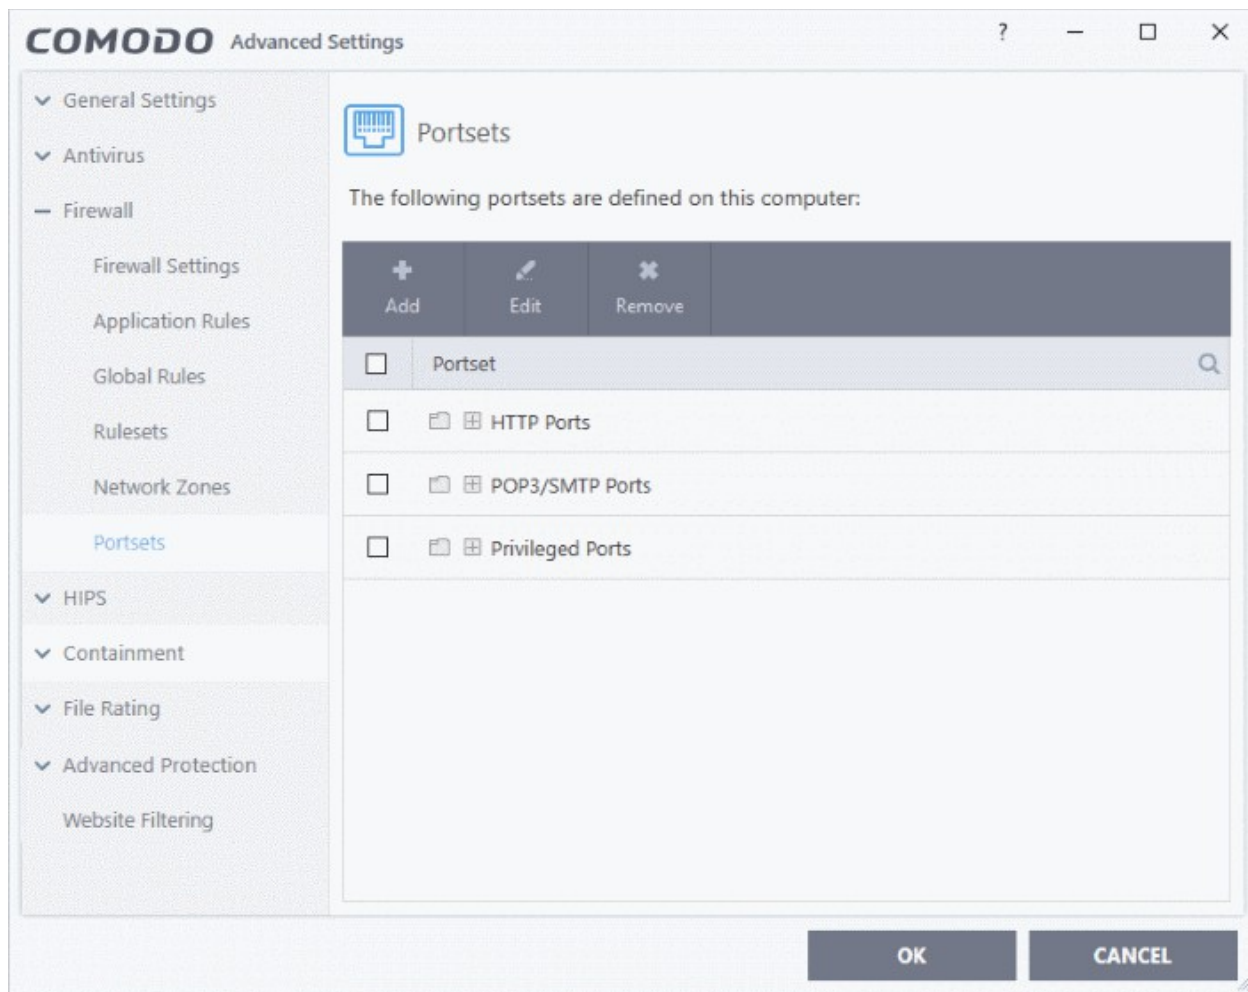 COMODO Advanced Settings ?
General Settings
Antivirus
Firewall
Firewall Settings
Application Rules
Global Rules
Rulesets
Network Zones
Portsets
HIPS
Containment
File Rating
Advanced Protection
Website Filtering
Portsets
The following portsets are defined on this computer:
Add Edit Remove
Portset
HTTP Ports
POP3/SMTP Ports
Privileged Ports
OK CANCEL